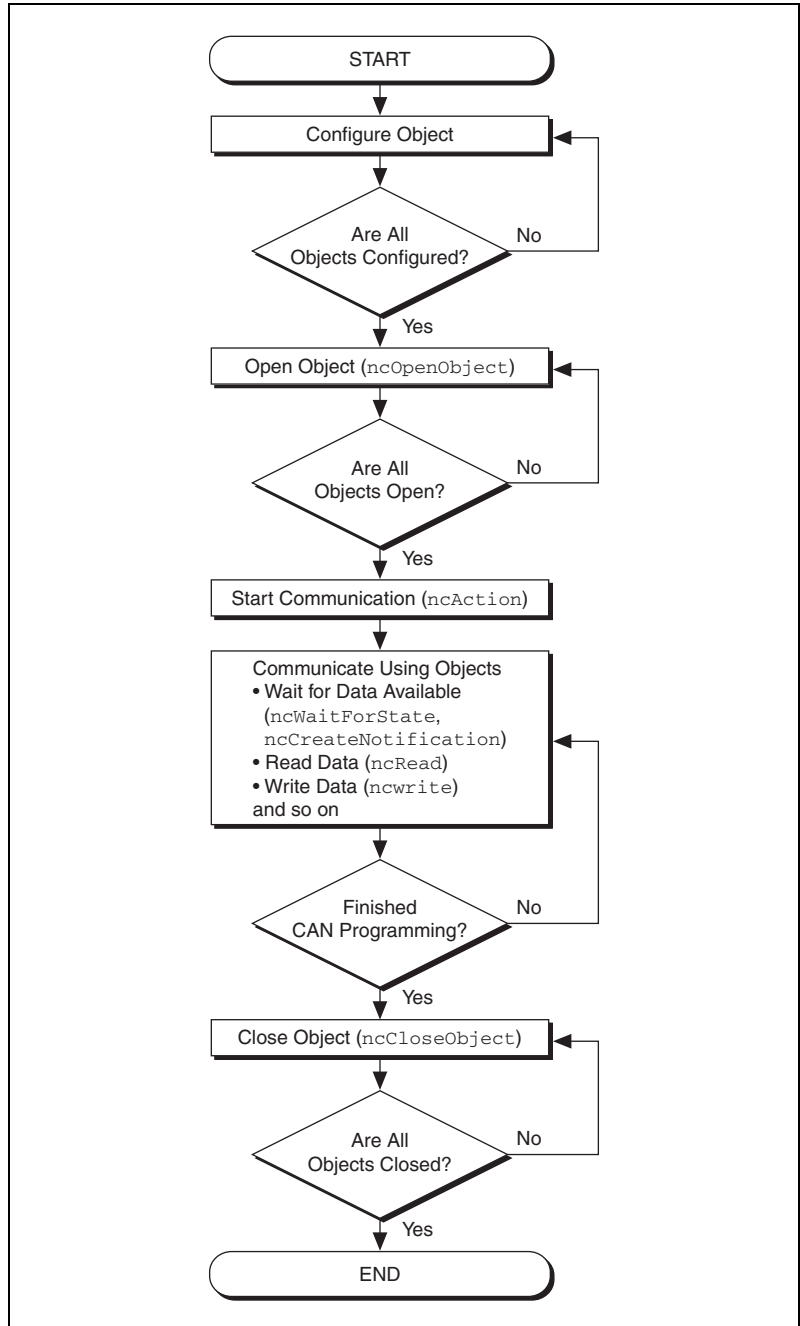 START
Configure Object
Are All
Objects Configured?
No
Yes
Open Object (ncOpenObject)
Are All
Objects Open?
No
Yes
Start Communication (ncAction)
Communicate Using Objects
• Wait for Data Available
(ncWaitForState,
ncCreateNotification)
• Read Data (ncRead)
• Write Data (ncwrite)
and so on
Finished
CAN Programming?
No
Yes
Close Object (ncCloseObject)
Are All
Objects Closed?
No
Yes
END